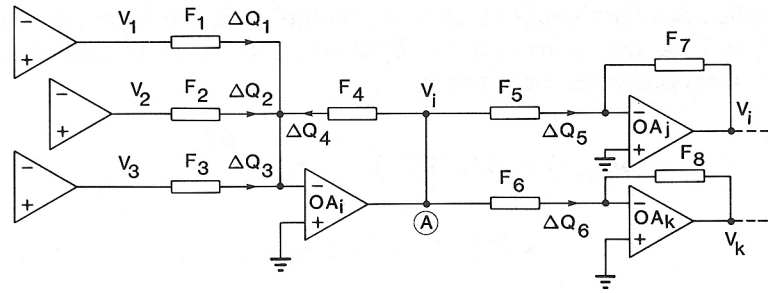 V1 F1 ΔQ1
V2 F2 ΔQ2
V3 F3 ΔQ3
F4 ΔQ4
Vi
F5 ΔQ5
F6 ΔQ6
F7
F8
− + OAi
A
− + OAj
Vi
− + OAk
Vk
− +
− +
− +